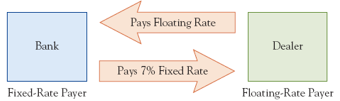 Pays Floating Rate
Bank
Dealer
Pays 7% Fixed Rate
Fixed-Rate Payer
Floating-Rate Payer